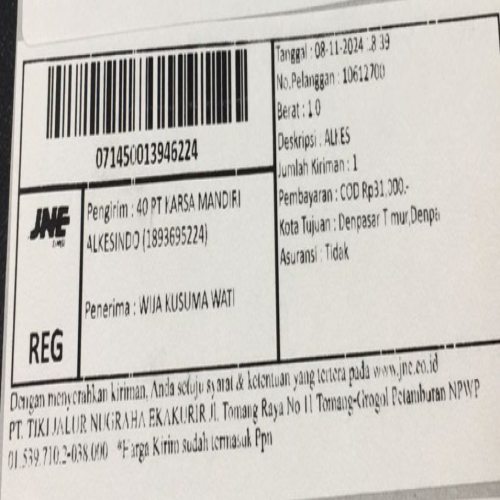 071450013946224
JNE
REG
Pengirim : 40 PT KARSA MANDIRI
ALKESINDO (1893695224)
Penerima : WIJA KUSUMA WATI
Tanggal : 08-11-2024 18:39
No.Pelanggan : 10612700
Berat : 1.0
Deskripsi : ALKES
Jumlah Kiriman : 1
Pembayaran : COD Rp31,000.-
Kota Tujuan : Denpasar Timur,Denpa
Asuransi : Tidak
Dengan menyerahkan kiriman, Anda setuju syarat & ketentuan yang tertera pada www.jne.co.id
PT. TIKI JALUR NUGRAHA EKAKURIR Jl. Tomang Raya No 11 Tomang-Grogol Petamburan NPWP
01.539.710.2-038.000 *Harga Kirim sudah termasuk Ppn